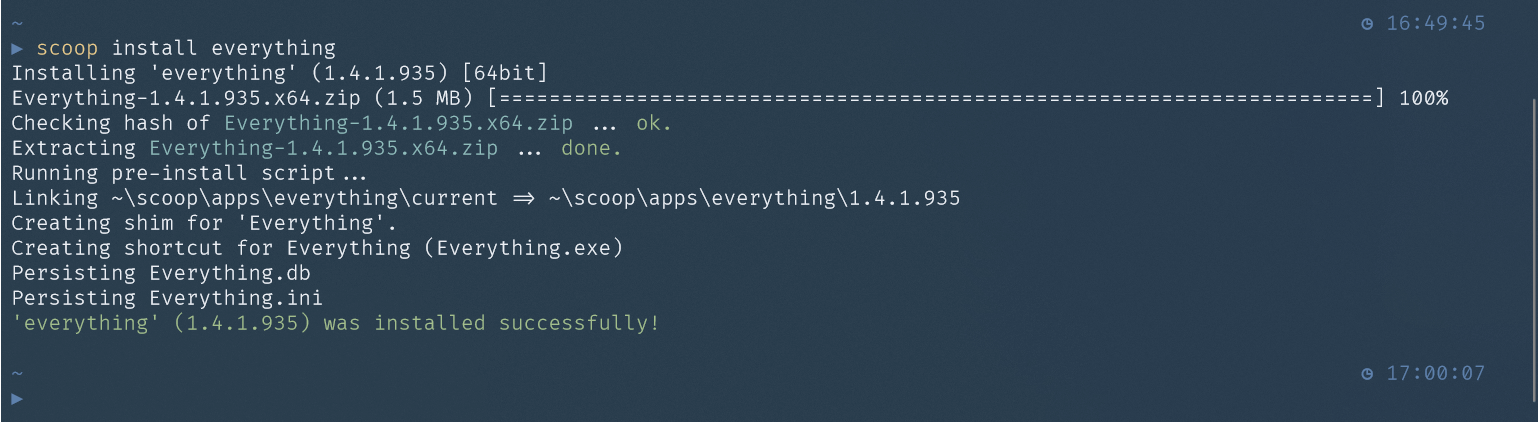 ~ ◷ 16:49:45
▶ scoop install everything
Installing 'everything' (1.4.1.935) [64bit]
Everything-1.4.1.935.x64.zip (1.5 MB) [======================================================================] 100%
Checking hash of Everything-1.4.1.935.x64.zip ... ok.
Extracting Everything-1.4.1.935.x64.zip ... done.
Running pre-install script...
Linking ~\scoop\apps\everything\current => ~\scoop\apps\everything\1.4.1.935
Creating shim for 'Everything'.
Creating shortcut for Everything (Everything.exe)
Persisting Everything.db
Persisting Everything.ini
'everything' (1.4.1.935) was installed successfully!
~ ◷ 17:00:07
▶